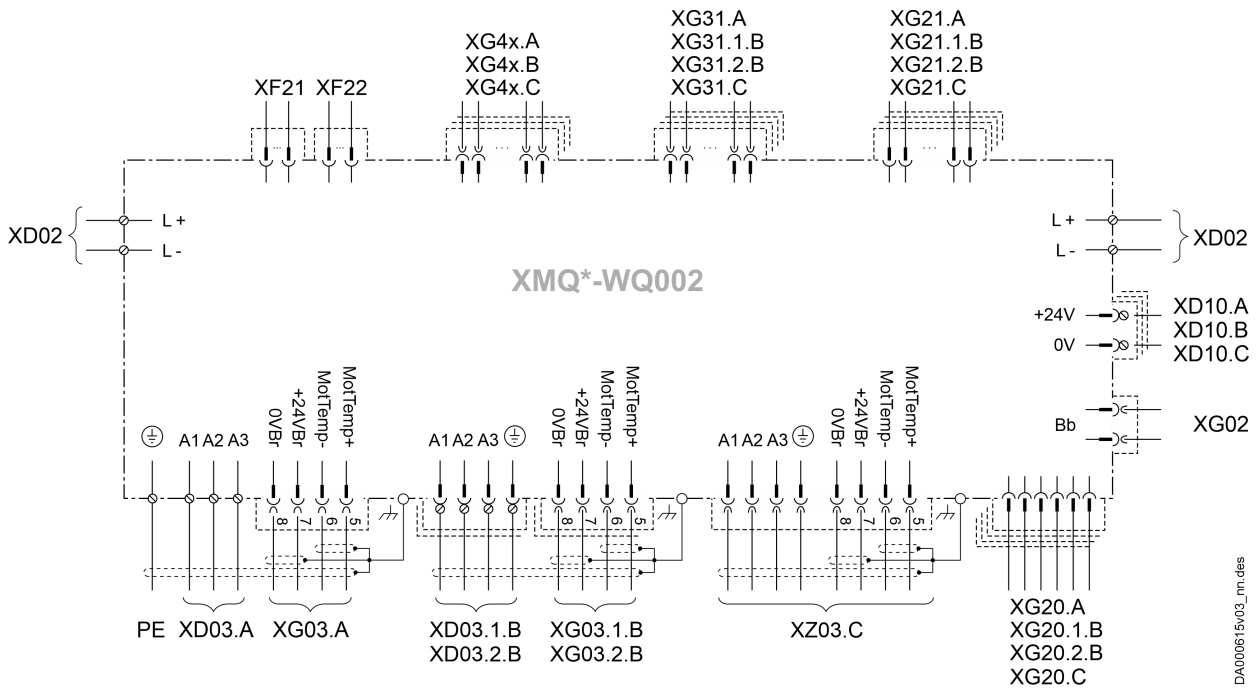 XG31.A
XG31.1.B
XG31.2.B
XG31.C
XG21.A
XG21.1.B
XG21.2.B
XG21.C
XG4x.A
XG4x.B
XG4x.C
XF21 XF22
... ... ... ... ...
XD02
L +
L -
L +
L -
XD02
XMQ*-WQ002
+24V
0V
XD10.A
XD10.B
XD10.C
Bb
XG02
A1 A2 A3
0VBr
+24VBr
MotTemp-
MotTemp+
A1 A2 A3
0VBr
+24VBr
MotTemp-
MotTemp+
A1 A2 A3
0VBr
+24VBr
MotTemp-
MotTemp+
8 7 6 5
8 7 6 5
8 7 6 5
PE XD03.A XG03.A
XD03.1.B
XD03.2.B
XG03.1.B
XG03.2.B
XZ03.C
XG20.A
XG20.1.B
XG20.2.B
XG20.C
DA000615v03_nn.des